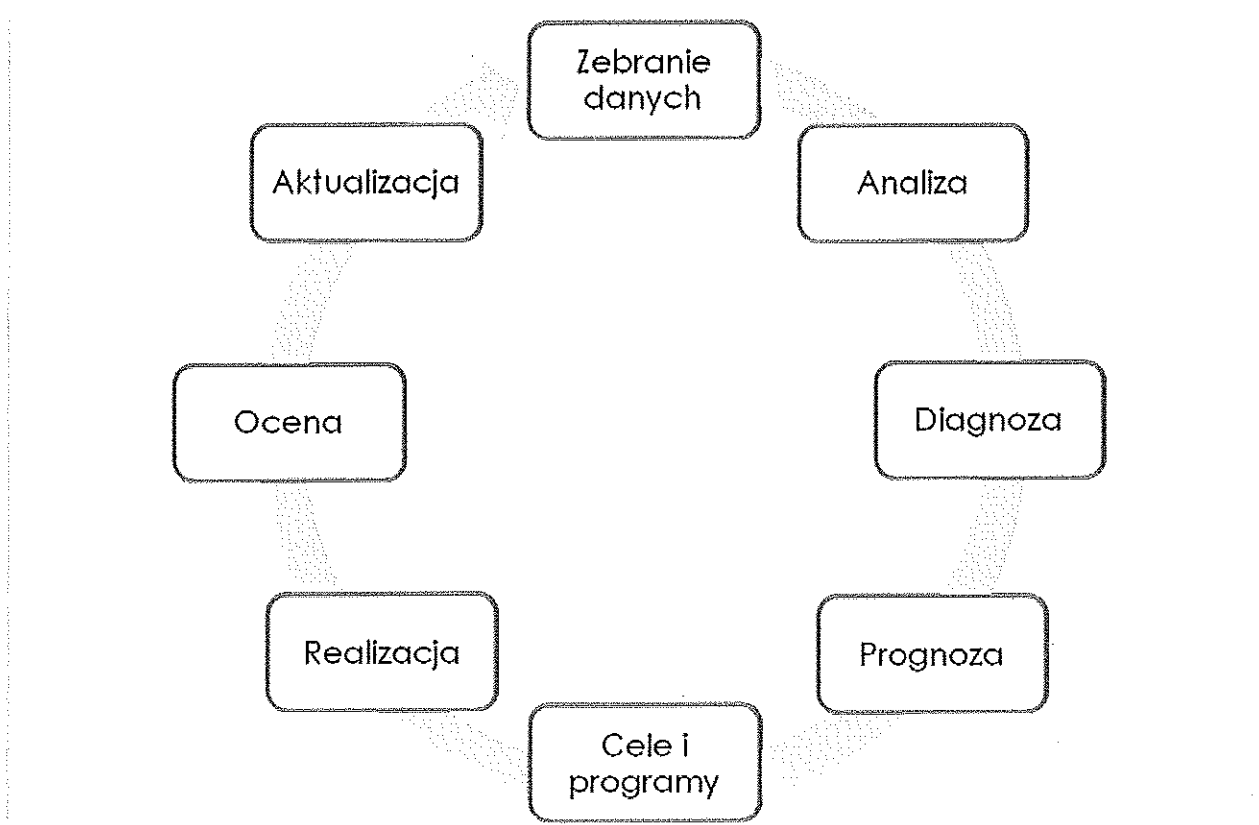 Zebranie
danych
Analiza
Diagnoza
Prognoza
Cele i
programy
Realizacja
Ocena
Aktualizacja